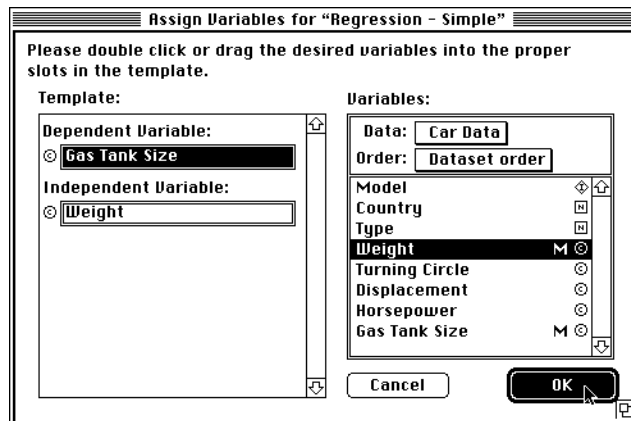 Assign Variables for “Regression - Simple”
Please double click or drag the desired variables into the proper
slots in the template.
Template:
Dependent Variable:
C Gas Tank Size
Independent Variable:
C Weight
Variables:
Data: Car Data
Order: Dataset order
Model I
Country N
Type N
Weight M C
Turning Circle C
Displacement C
Horsepower C
Gas Tank Size M C
Cancel
OK